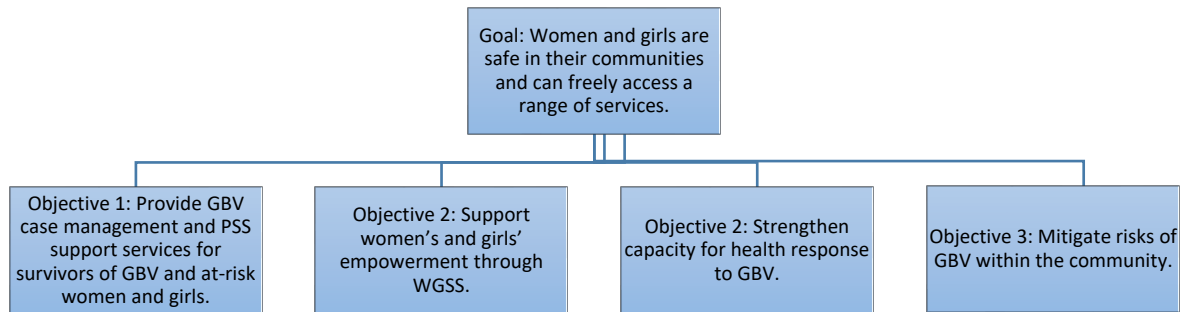 Goal: Women and girls are
safe in their communities
and can freely access a
range of services.
Objective 1: Provide GBV
case management and PSS
support services for
survivors of GBV and at-risk
women and girls.
Objective 2: Support
women’s and girls’
empowerment through
WGSS.
Objective 2: Strengthen
capacity for health response
to GBV.
Objective 3: Mitigate risks of
GBV within the community.